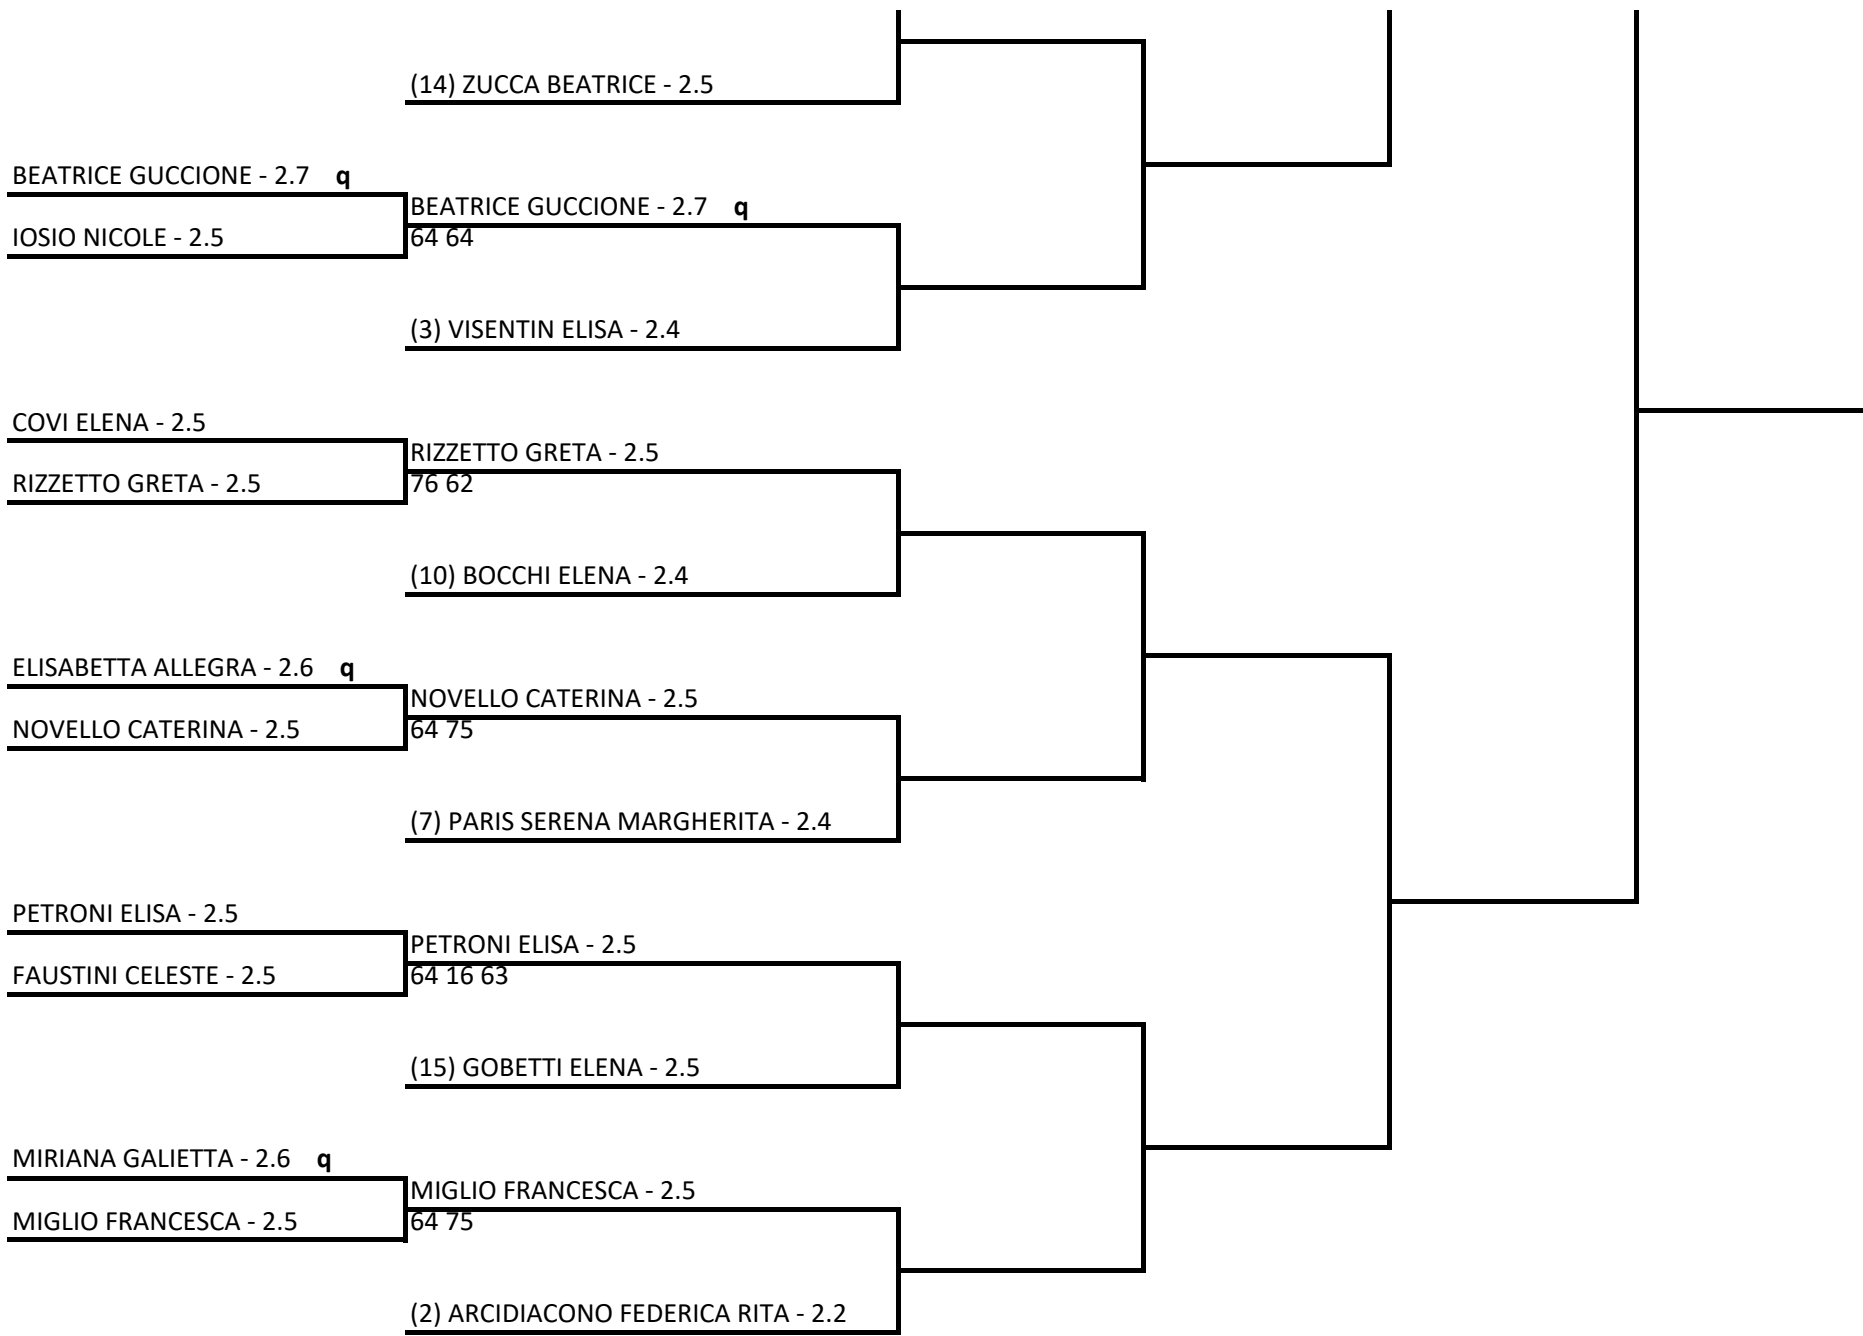 (14) ZUCCA BEATRICE - 2.5
BEATRICE GUCCIONE - 2.7 q
BEATRICE GUCCIONE - 2.7 q
IOSIO NICOLE - 2.5
64 64
(3) VISENTIN ELISA - 2.4
COVI ELENA - 2.5
RIZZETTO GRETA - 2.5
RIZZETTO GRETA - 2.5
76 62
(10) BOCCHI ELENA - 2.4
ELISABETTA ALLEGRA - 2.6 q
NOVELLO CATERINA - 2.5
NOVELLO CATERINA - 2.5
64 75
(7) PARIS SERENA MARGHERITA - 2.4
PETRONI ELISA - 2.5
PETRONI ELISA - 2.5
FAUSTINI CELESTE - 2.5
64 16 63
(15) GOBETTI ELENA - 2.5
MIRIANA GALIETTA - 2.6 q
MIGLIO FRANCESCA - 2.5
MIGLIO FRANCESCA - 2.5
64 75
(2) ARCIDIACONO FEDERICA RITA - 2.2